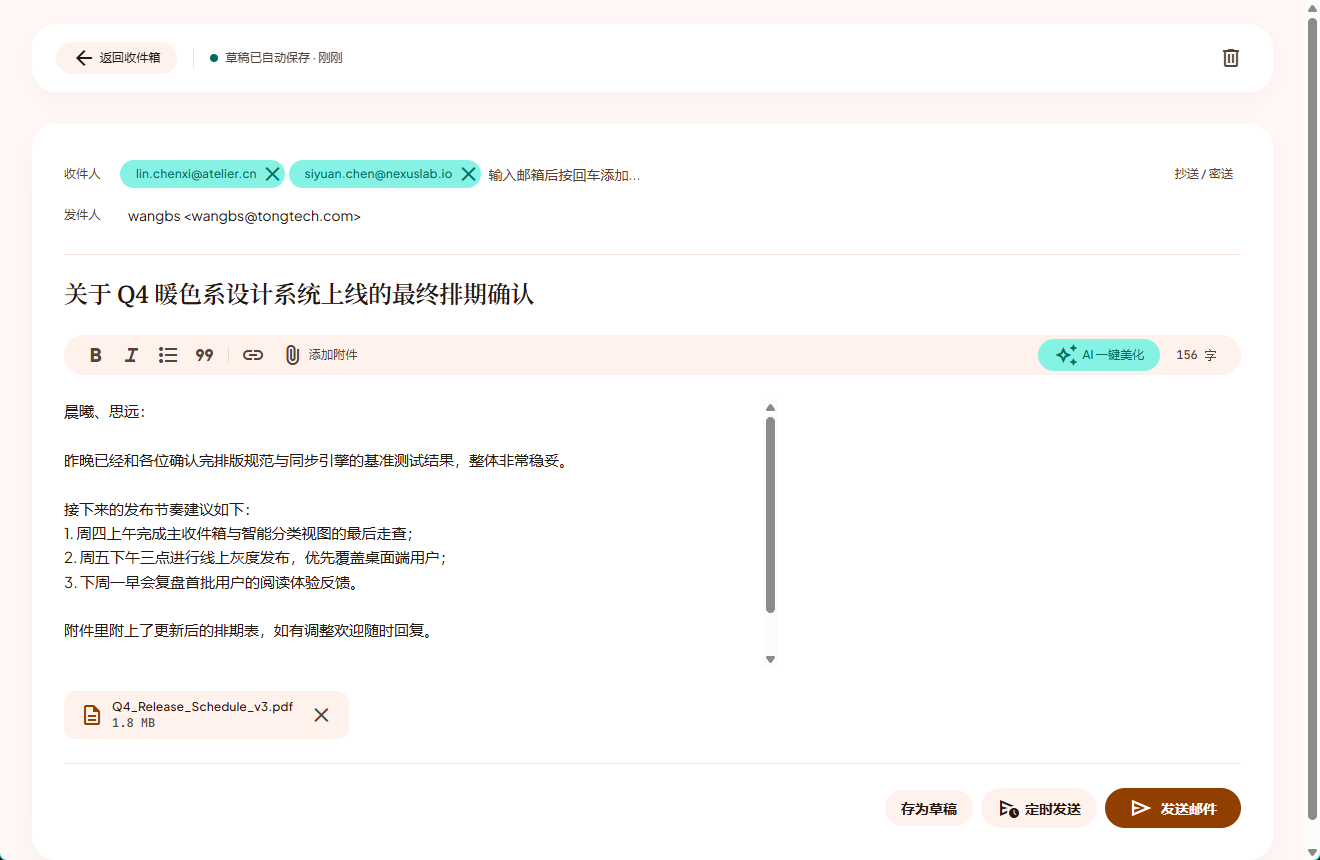 返回收件箱
草稿已自动保存 · 刚刚
收件人 lin.chenxi@atelier.cn siyuan.chen@nexuslab.io 输入邮箱后按回车添加... 抄送 / 密送
发件人 wangbs <wangbs@tongtech.com>
关于 Q4 暖色系设计系统上线的最终排期确认
添加附件 AI 一键美化 156 字
晨曦、思远：
昨晚已经和各位确认完排版规范与同步引擎的基准测试结果，整体非常稳妥。
接下来的发布节奏建议如下：
1. 周四上午完成主收件箱与智能分类视图的最后走查；
2. 周五下午三点进行线上灰度发布，优先覆盖桌面端用户；
3. 下周一早会复盘首批用户的阅读体验反馈。
附件里附上了更新后的排期表，如有调整欢迎随时回复。
Q4_Release_Schedule_v3.pdf
1.8 MB
存为草稿 定时发送 发送邮件